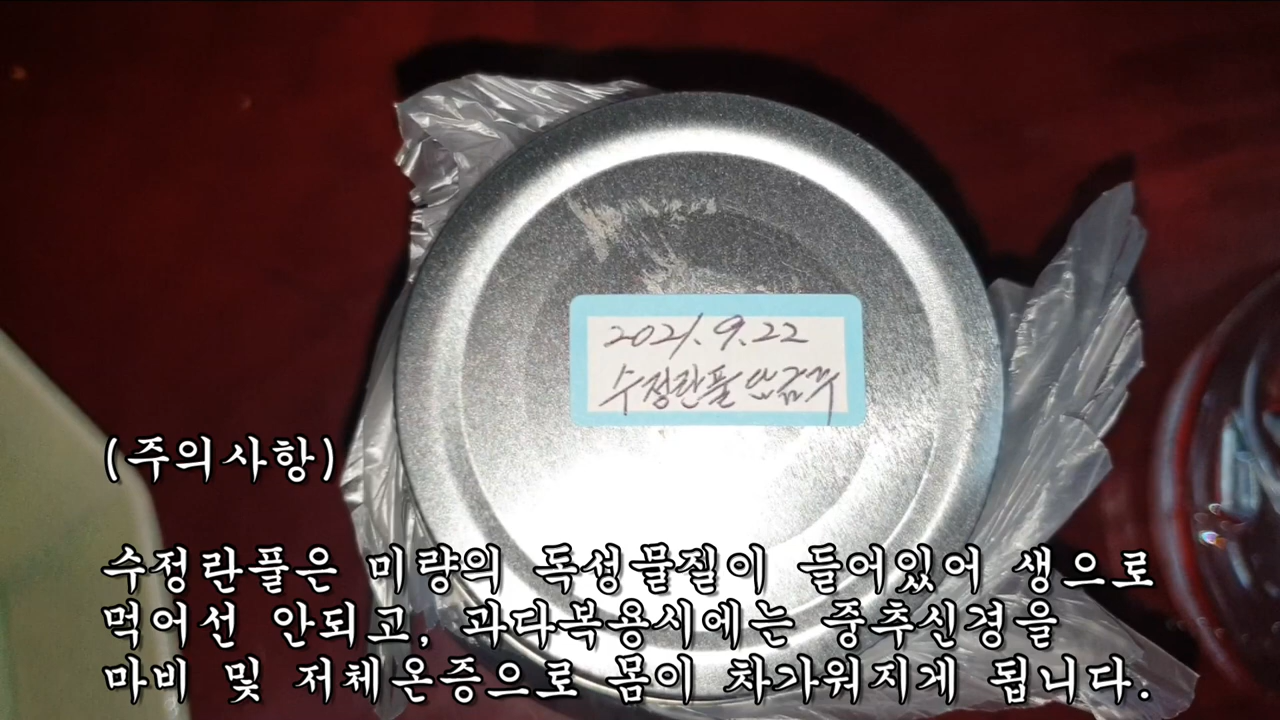 2021.9.22
수정란풀
(주의사항)
수정란풀은 미량의 독성물질이 들어있어 생으로
먹어선 안되고, 과다복용시에는 중추신경을
마비 및 저체온증으로 몸이 차가워지게 됩니다.